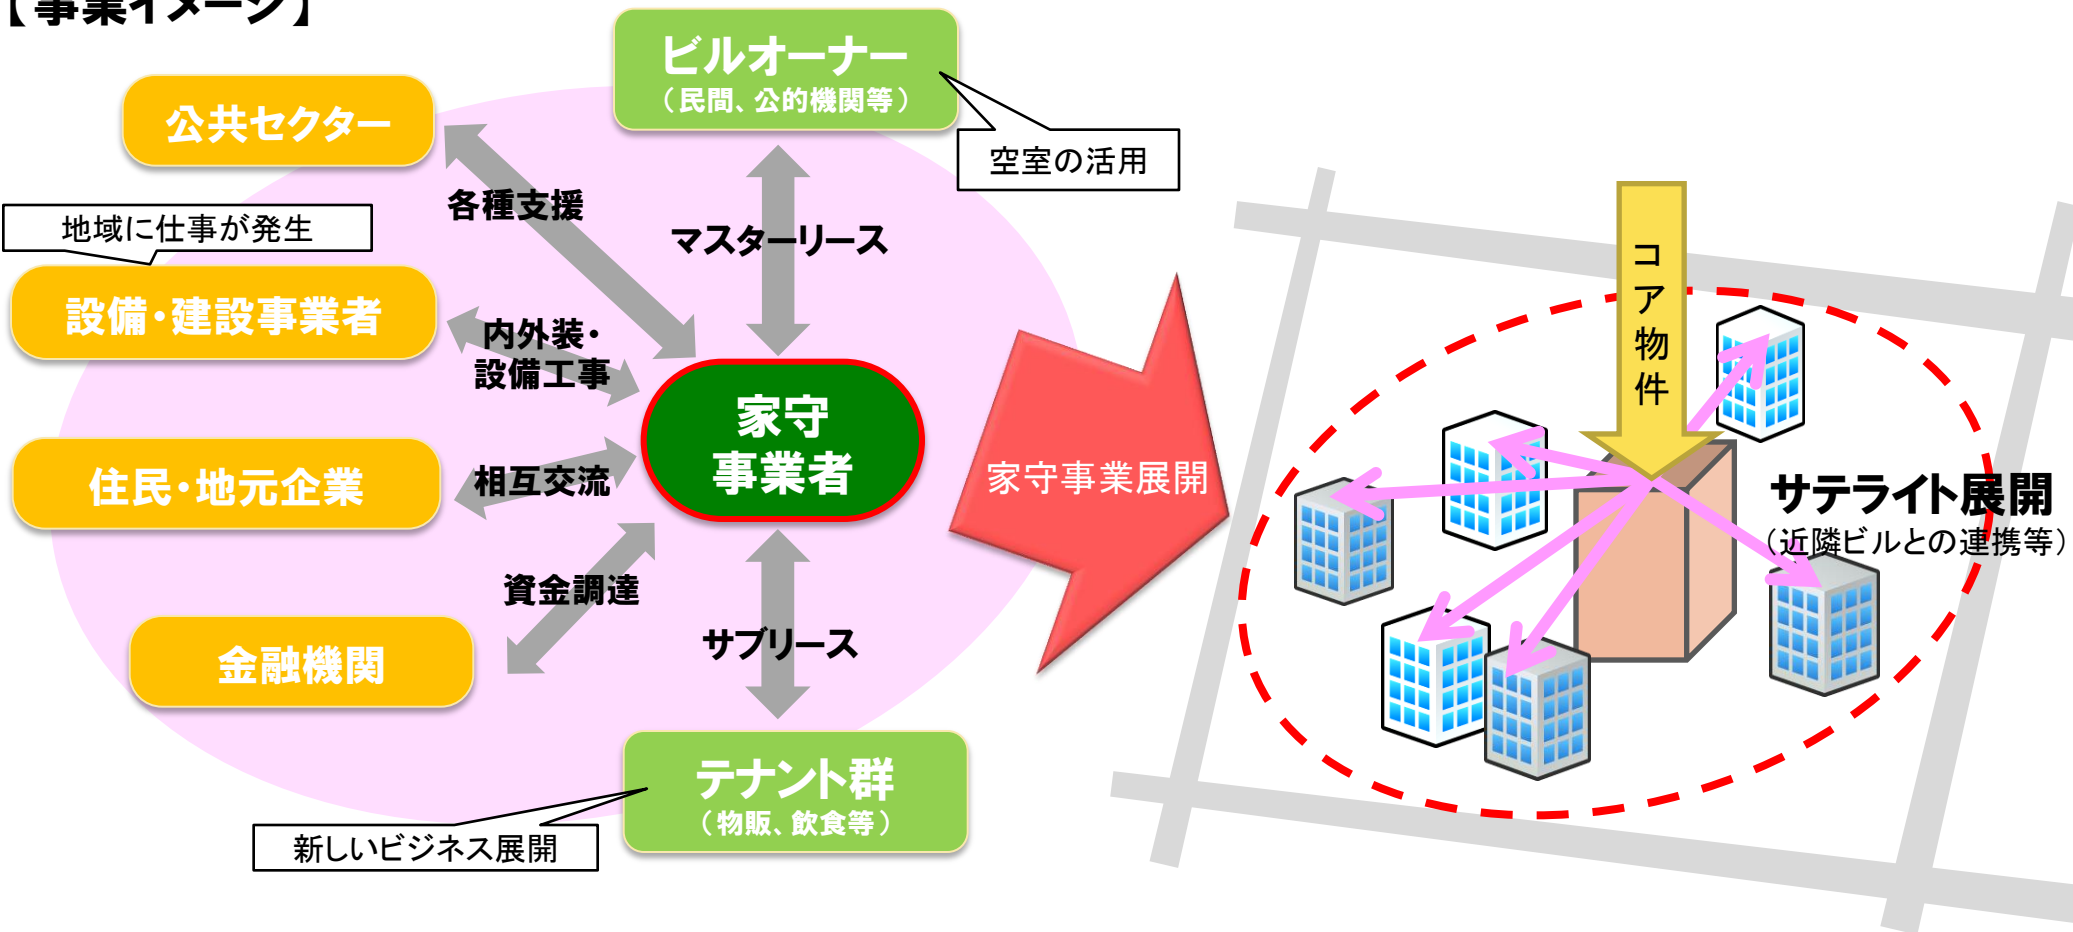 【事業イメージ】
ビルオーナー
（民間、公的機関等）
公共セクター
空室の活用
各種支援
地域に仕事が発生
マスターリース
設備・建設事業者
内外装・
設備工事
家守
事業者
住民・地元企業
相互交流
資金調達
金融機関
サブリース
テナント群
（物販、飲食等）
新しいビジネス展開
家守事業展開
コア物件
サテライト展開
（近隣ビルとの連携等）